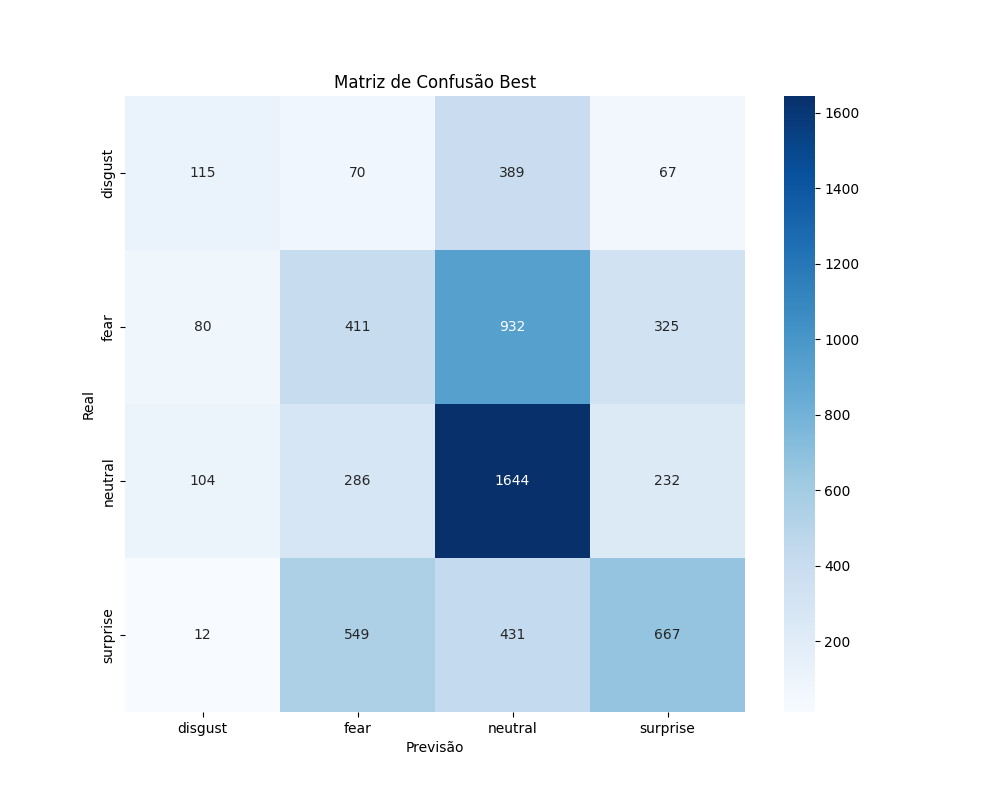 Matriz de Confusão Best
Real
disgust
115 70 389 67
fear
80 411 932 325
neutral
104 286 1644 232
surprise
12 549 431 667
disgust fear neutral surprise
Previsão
1600
1400
1200
1000
800
600
400
200